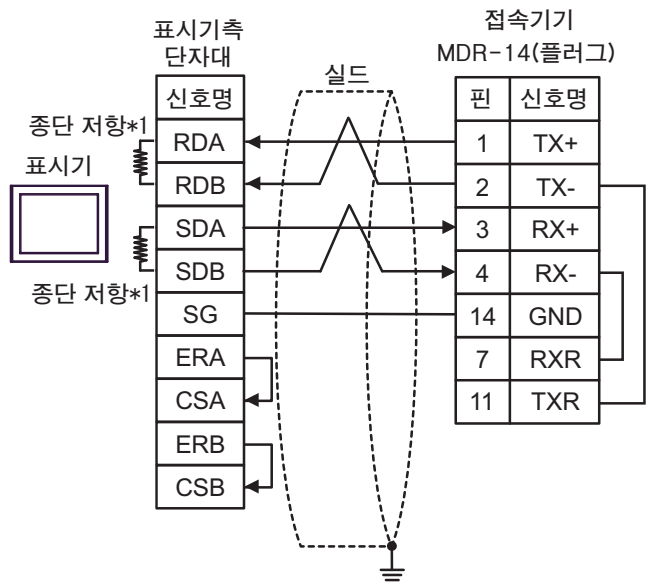 표시기측
단자대
접속기기
MDR-14(플러그)
실드
종단 저항*1
표시기
종단 저항*1
신호명
RDA
RDB
SDA
SDB
SG
ERA
CSA
ERB
CSB
핀 신호명
1 TX+
2 TX-
3 RX+
4 RX-
14 GND
7 RXR
11 TXR